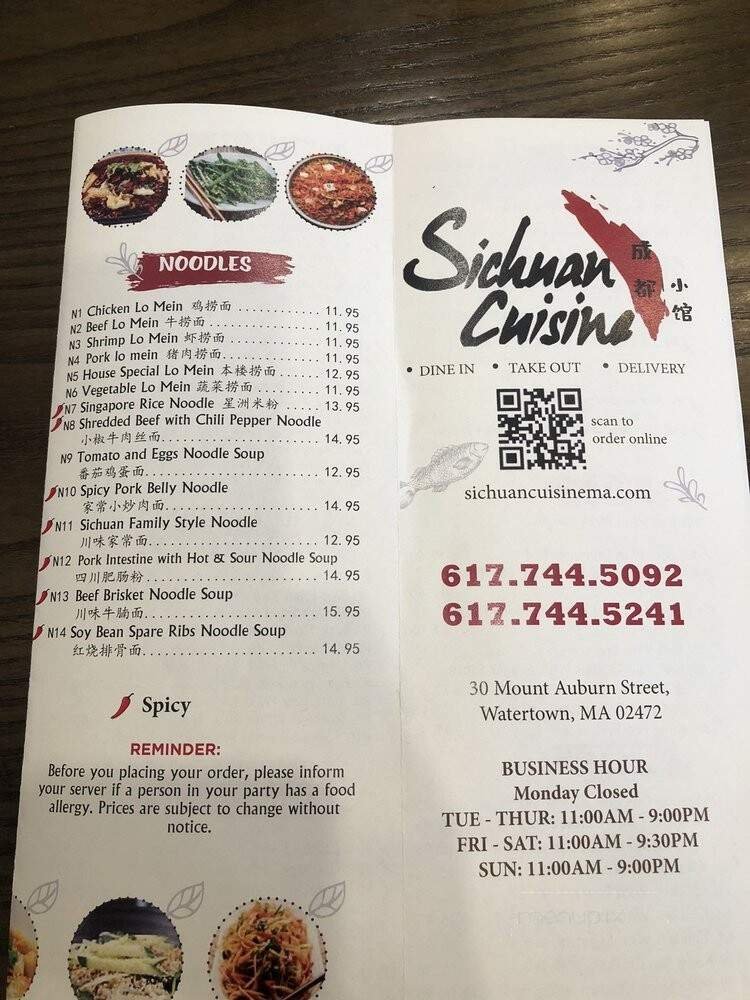 NOODLES
N1 Chicken Lo Mein 鸡捞面 ............ 11.95
N2 Beef Lo Mein 牛捞面 ............ 11.95
N3 Shrimp Lo Mein 虾捞面 ............ 11.95
N4 Pork lo mein 猪肉捞面 ............ 11.95
N5 House Special Lo Mein 本楼捞面 ..... 12.95
N6 Vegetable Lo Mein 蔬菜捞面 ......... 11.95
N7 Singapore Rice Noodle 星洲米粉 ..... 13.95
N8 Shredded Beef with Chili Pepper Noodle
小椒牛肉丝面 ............ 14.95
N9 Tomato and Eggs Noodle Soup
番茄鸡蛋面 ............ 12.95
N10 Spicy Pork Belly Noodle
家常小炒肉面 ............ 14.95
N11 Sichuan Family Style Noodle
川味家常面 ............ 12.95
N12 Pork Intestine with Hot & Sour Noodle Soup
四川肥肠粉 ............ 14.95
N13 Beef Brisket Noodle Soup
川味牛腩面 ............ 15.95
N14 Soy Bean Spare Ribs Noodle Soup
红烧排骨面 ............ 14.95
Spicy
REMINDER:
Before you placing your order, please inform
your server if a person in your party has a food
allergy. Prices are subject to change without
notice.
Sichuan
Cuisine
成都
小馆
• DINE IN • TAKE OUT • DELIVERY
scan to
order online
sichuancuisinema.com
617.744.5092
617.744.5241
30 Mount Auburn Street,
Watertown, MA 02472
BUSINESS HOUR
Monday Closed
TUE - THUR: 11:00AM - 9:00PM
FRI - SAT: 11:00AM - 9:30PM
SUN: 11:00AM - 9:00PM